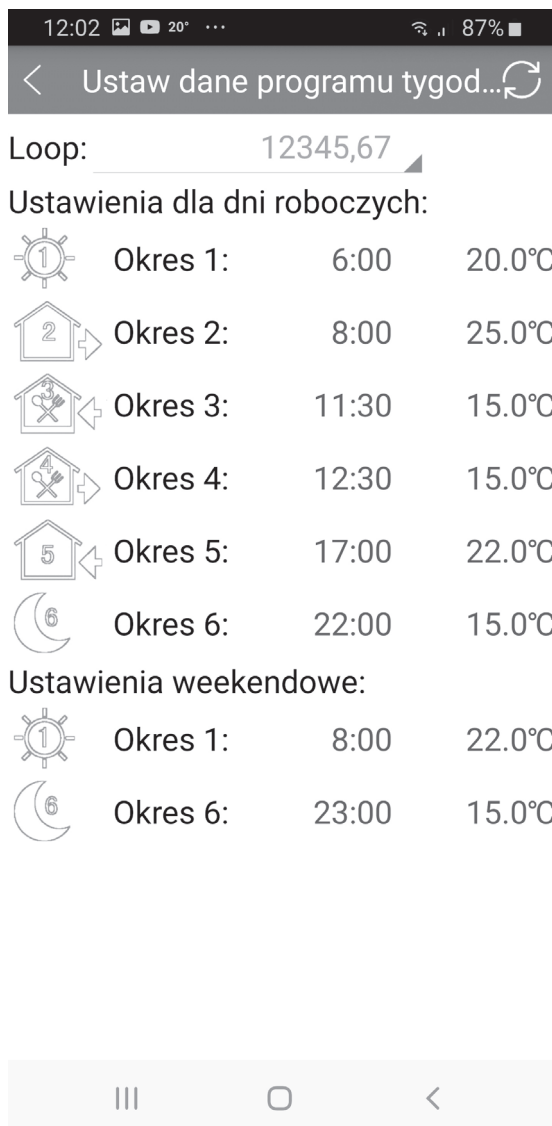 12:02 20° ... 87%
Ustaw dane programu tygod...
Loop: 12345,67
Ustawienia dla dni roboczych:
1 Okres 1: 6:00 20.0°C
2 Okres 2: 8:00 25.0°C
3 Okres 3: 11:30 15.0°C
4 Okres 4: 12:30 15.0°C
5 Okres 5: 17:00 22.0°C
6 Okres 6: 22:00 15.0°C
Ustawienia weekendowe:
1 Okres 1: 8:00 22.0°C
6 Okres 6: 23:00 15.0°C